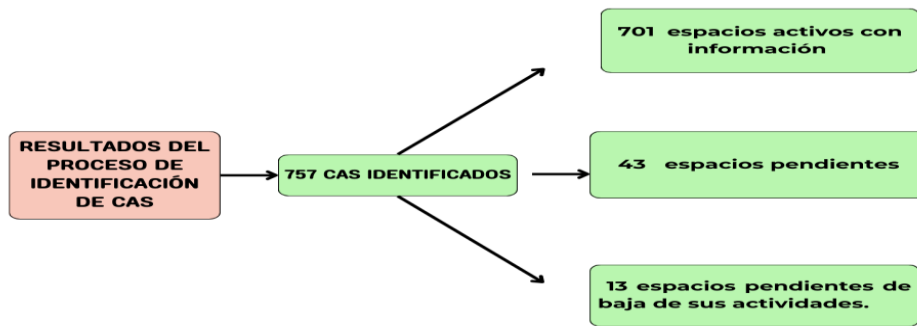 RESULTADOS DEL
PROCESO DE
IDENTIFICACIÓN
DE CAS
757 CAS IDENTIFICADOS
701 espacios activos con
información
43 espacios pendientes
13 espacios pendientes de
baja de sus actividades.